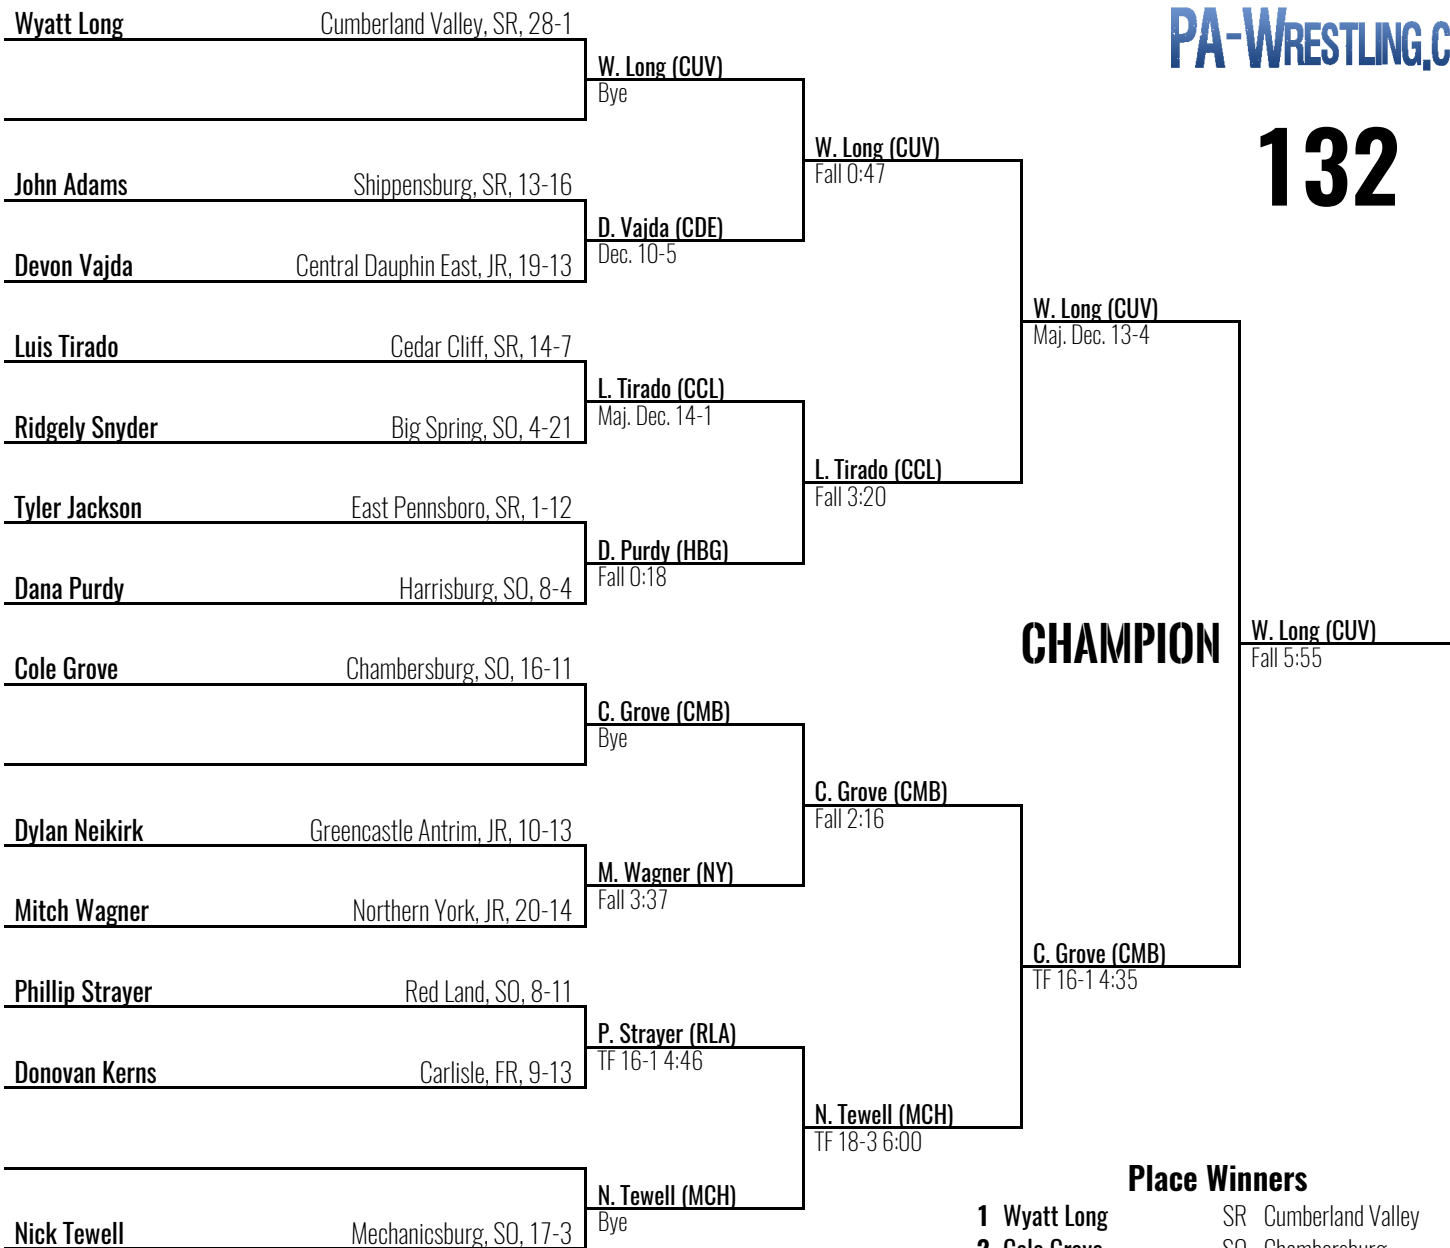 Wyatt Long Cumberland Valley, SR, 28-1
PA-WRESTLING.C
W. Long (CUV)
Bye
132
W. Long (CUV)
Fall 0:47
John Adams Shippensburg, SR, 13-16
D. Vajda (CDE)
Dec. 10-5
Devon Vajda Central Dauphin East, JR, 19-13
W. Long (CUV)
Maj. Dec. 13-4
Luis Tirado Cedar Cliff, SR, 14-7
L. Tirado (CCL)
Maj. Dec. 14-1
Ridgely Snyder Big Spring, SO, 4-21
L. Tirado (CCL)
Fall 3:20
Tyler Jackson East Pennsboro, SR, 1-12
D. Purdy (HBG)
Fall 0:18
Dana Purdy Harrisburg, SO, 8-4
CHAMPION
W. Long (CUV)
Fall 5:55
Cole Grove Chambersburg, SO, 16-11
C. Grove (CMB)
Bye
C. Grove (CMB)
Fall 2:16
Dylan Neikirk Greencastle Antrim, JR, 10-13
M. Wagner (NY)
Fall 3:37
Mitch Wagner Northern York, JR, 20-14
C. Grove (CMB)
TF 16-1 4:35
Phillip Strayer Red Land, SO, 8-11
P. Strayer (RLA)
TF 16-1 4:46
Donovan Kerns Carlisle, FR, 9-13
N. Tewell (MCH)
TF 18-3 6:00
N. Tewell (MCH)
Bye
Nick Tewell Mechanicsburg, SO, 17-3
Place Winners
1 Wyatt Long SR Cumberland Valley
2 Cole Grove SO Chambersburg